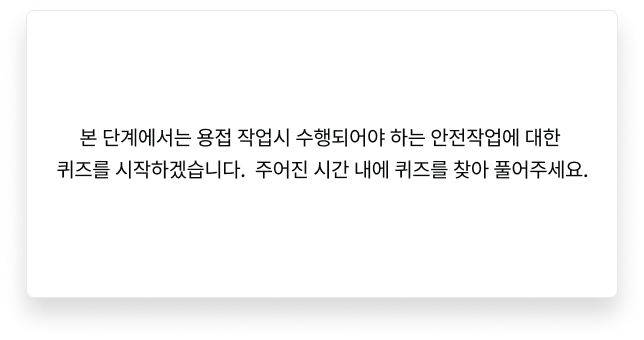 본 단계에서는 용접 작업시 수행되어야 하는 안전작업에 대한
퀴즈를 시작하겠습니다.  주어진 시간 내에 퀴즈를 찾아 풀어주세요.